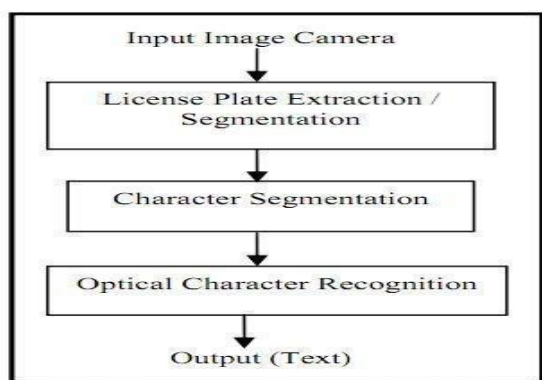 Input Image Camera
License Plate Extraction /
Segmentation
Character Segmentation
Optical Character Recognition
Output (Text)